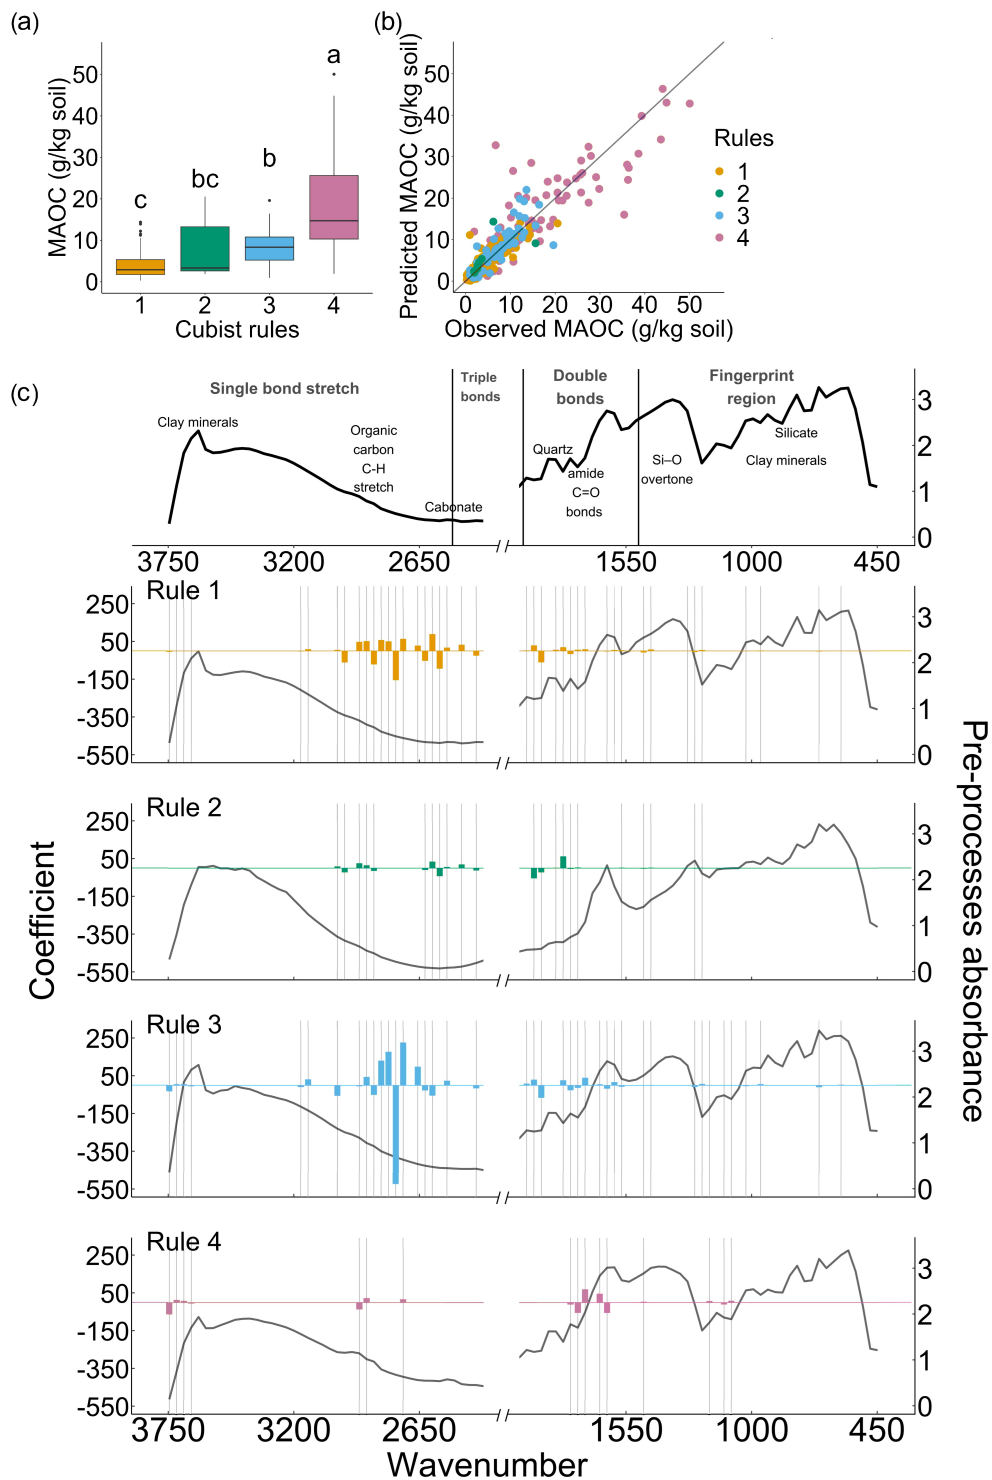 (a)
MAOC (g/kg soil)
50
40
30
20
10
0
c
bc
b
a
1 2 3 4
Cubist rules
(b)
Predicted MAOC (g/kg soil)
50
40
30
20
10
0
0 10 20 30 40 50
Observed MAOC (g/kg soil)
Rules
1
2
3
4
(c)
Single bond stretch
Triple
bonds
Double
bonds
Fingerprint
region
Clay minerals
Organic
carbon
C-H
stretch
Cabonate
Quartz
amide
C=O
bonds
Si–O
overtone
Silicate
Clay minerals
3
2
1
0
3750 3200 2650 // 1550 1000 450
Coefficient
Pre-processes absorbance
Rule 1
250
50
-150
-350
-550
3
2
1
0
//
Rule 2
250
50
-150
-350
-550
3
2
1
0
//
Rule 3
250
50
-150
-350
-550
3
2
1
0
//
Rule 4
250
50
-150
-350
-550
3
2
1
0
3750 3200 2650 // 1550 1000 450
Wavenumber